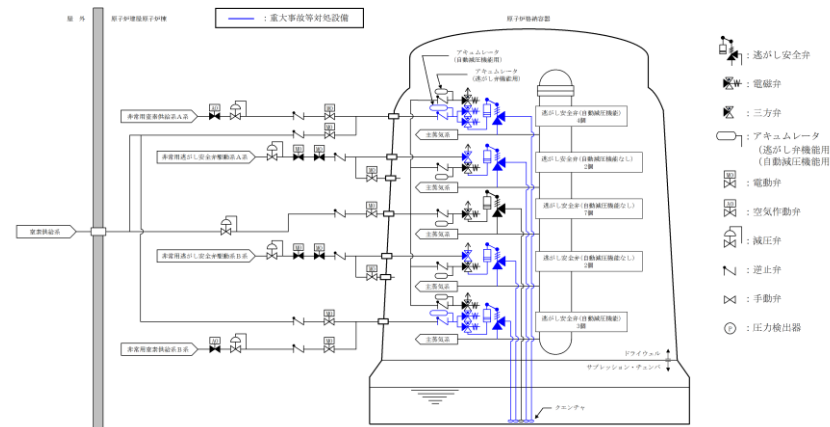 屋 外
原子炉建屋原子炉棟
：重大事故等対処設備
原子炉格納容器
アキュムレータ
(自動減圧機能用)
アキュムレータ
(逃がし弁機能用)
非常用窒素供給系A系
主蒸気系
逃がし安全弁(自動減圧機能)
4個
非常用逃がし安全弁駆動系A系
主蒸気系
逃がし安全弁(自動減圧機能なし)
2個
主蒸気系
逃がし安全弁(自動減圧機能なし)
7個
窒素供給系
主蒸気系
非常用逃がし安全弁駆動系B系
逃がし安全弁(自動減圧機能なし)
2個
主蒸気系
逃がし安全弁(自動減圧機能)
3個
非常用窒素供給系B系
ドライウェル
サプレッション・チェンバ
クエンチャ
：逃がし安全弁
：電磁弁
：三方弁
：アキュムレータ
(逃がし弁機能用
(自動減圧機能用
：電動弁
：空気作動弁
：減圧弁
：逆止弁
：手動弁
P
：圧力検出器